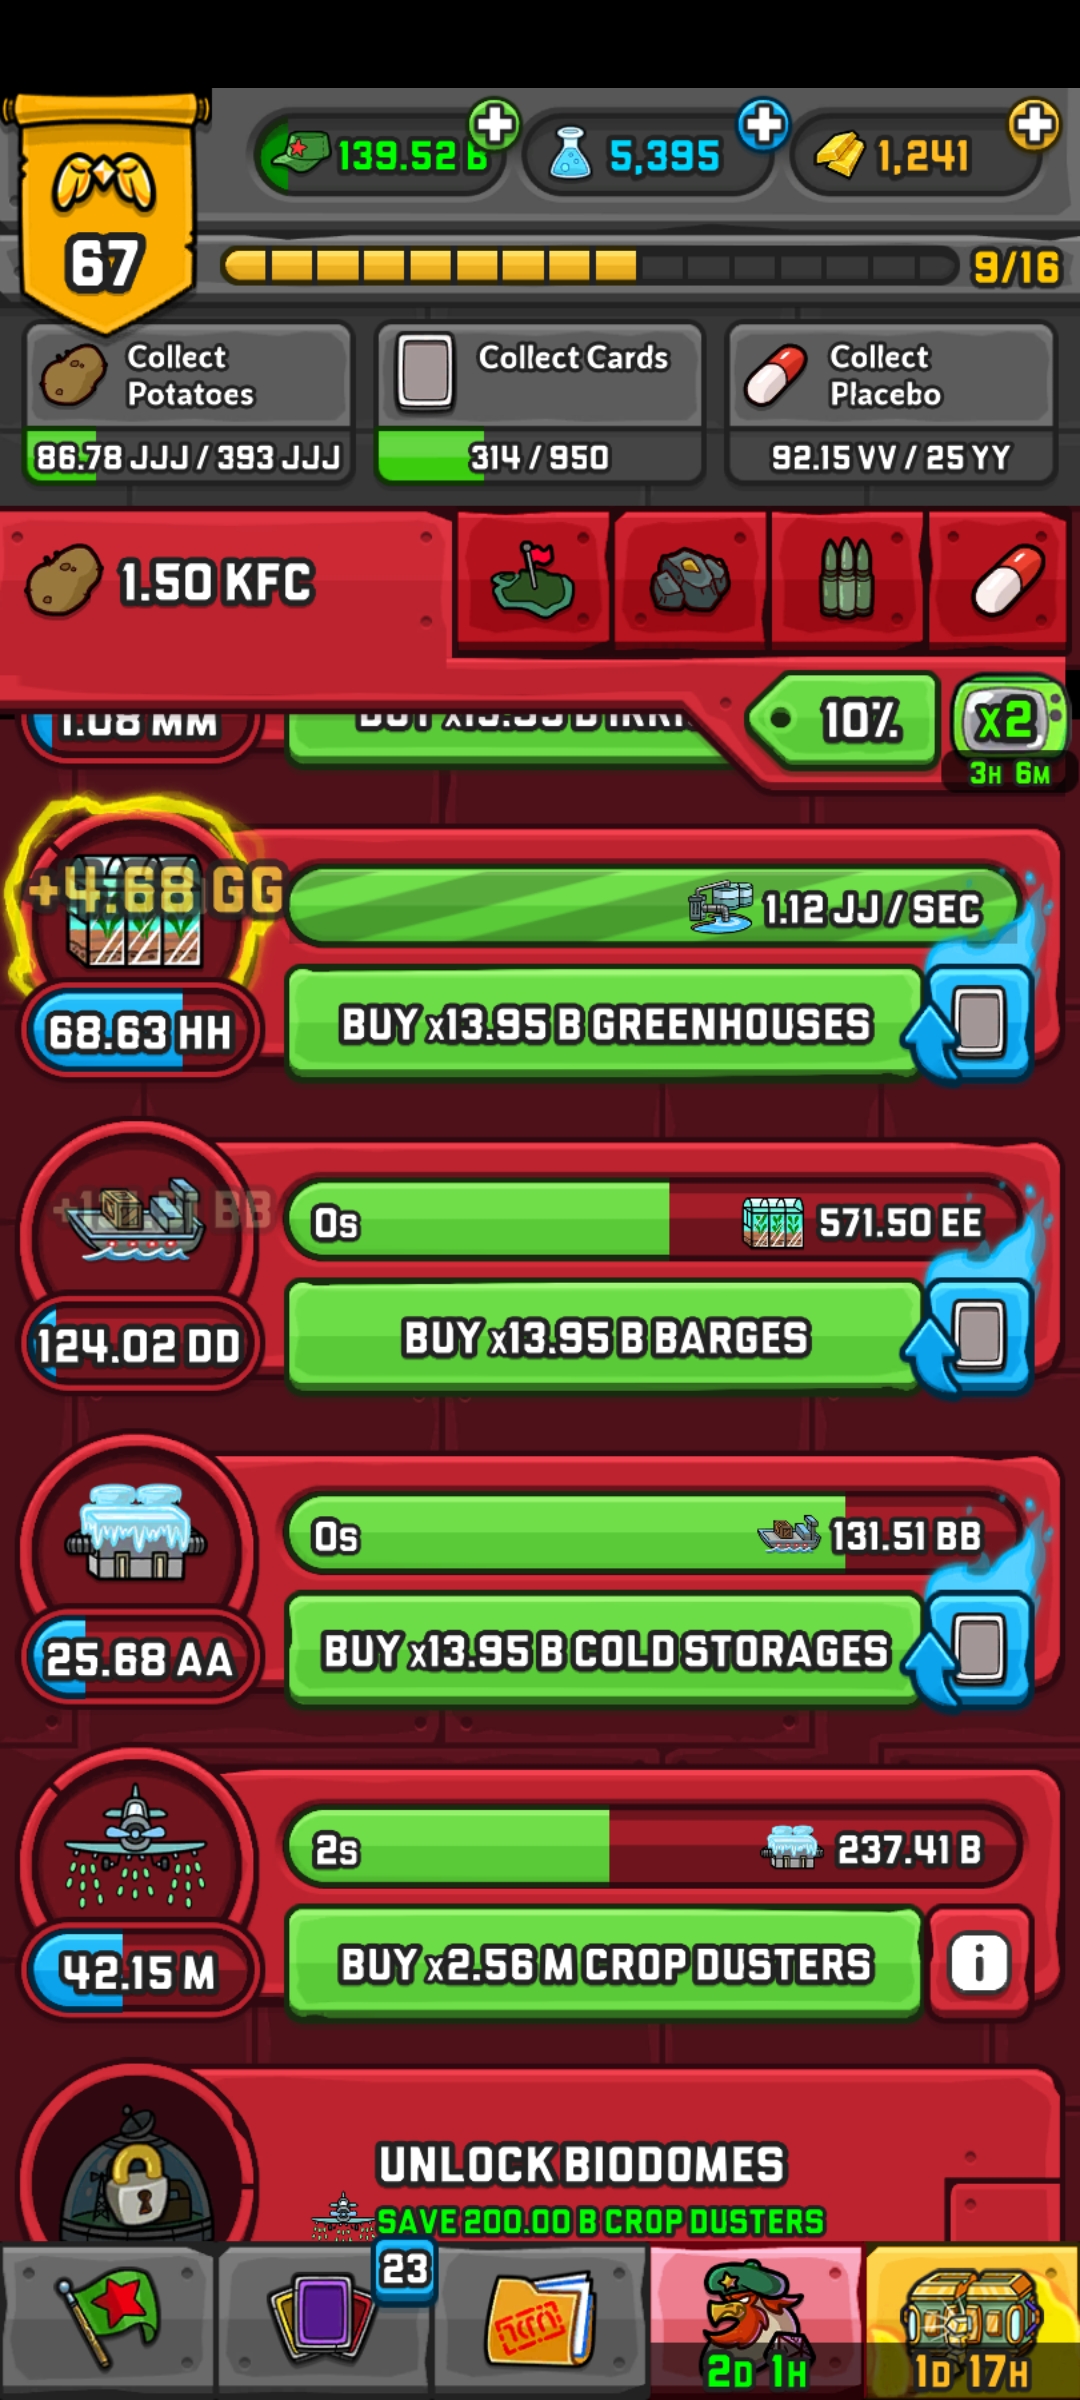 139.52 B
5,395
1,241
67
9/16
Collect Potatoes
86.78 JJJ / 393 JJJ
Collect Cards
314 / 950
Collect Placebo
92.15 VV / 25 YY
1.50 KFC
10%
x2
3H 6M
1.08 MM
+4.68 GG
1.12 JJ / SEC
68.63 HH
BUY x13.95 B GREENHOUSES
BB
0s
571.50 EE
124.02 DD
BUY x13.95 B BARGES
0s
131.51 BB
25.68 AA
BUY x13.95 B COLD STORAGES
2s
237.41 B
42.15 M
BUY x2.56 M CROP DUSTERS
i
UNLOCK BIODOMES
SAVE 200.00 B CROP DUSTERS
23
2D 1H
1D 17H